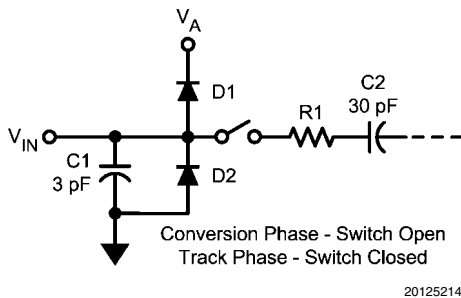 VA
D1
C2
30 pF
R1
VIN
C1
3 pF
D2
Conversion Phase - Switch Open
Track Phase - Switch Closed
20125214